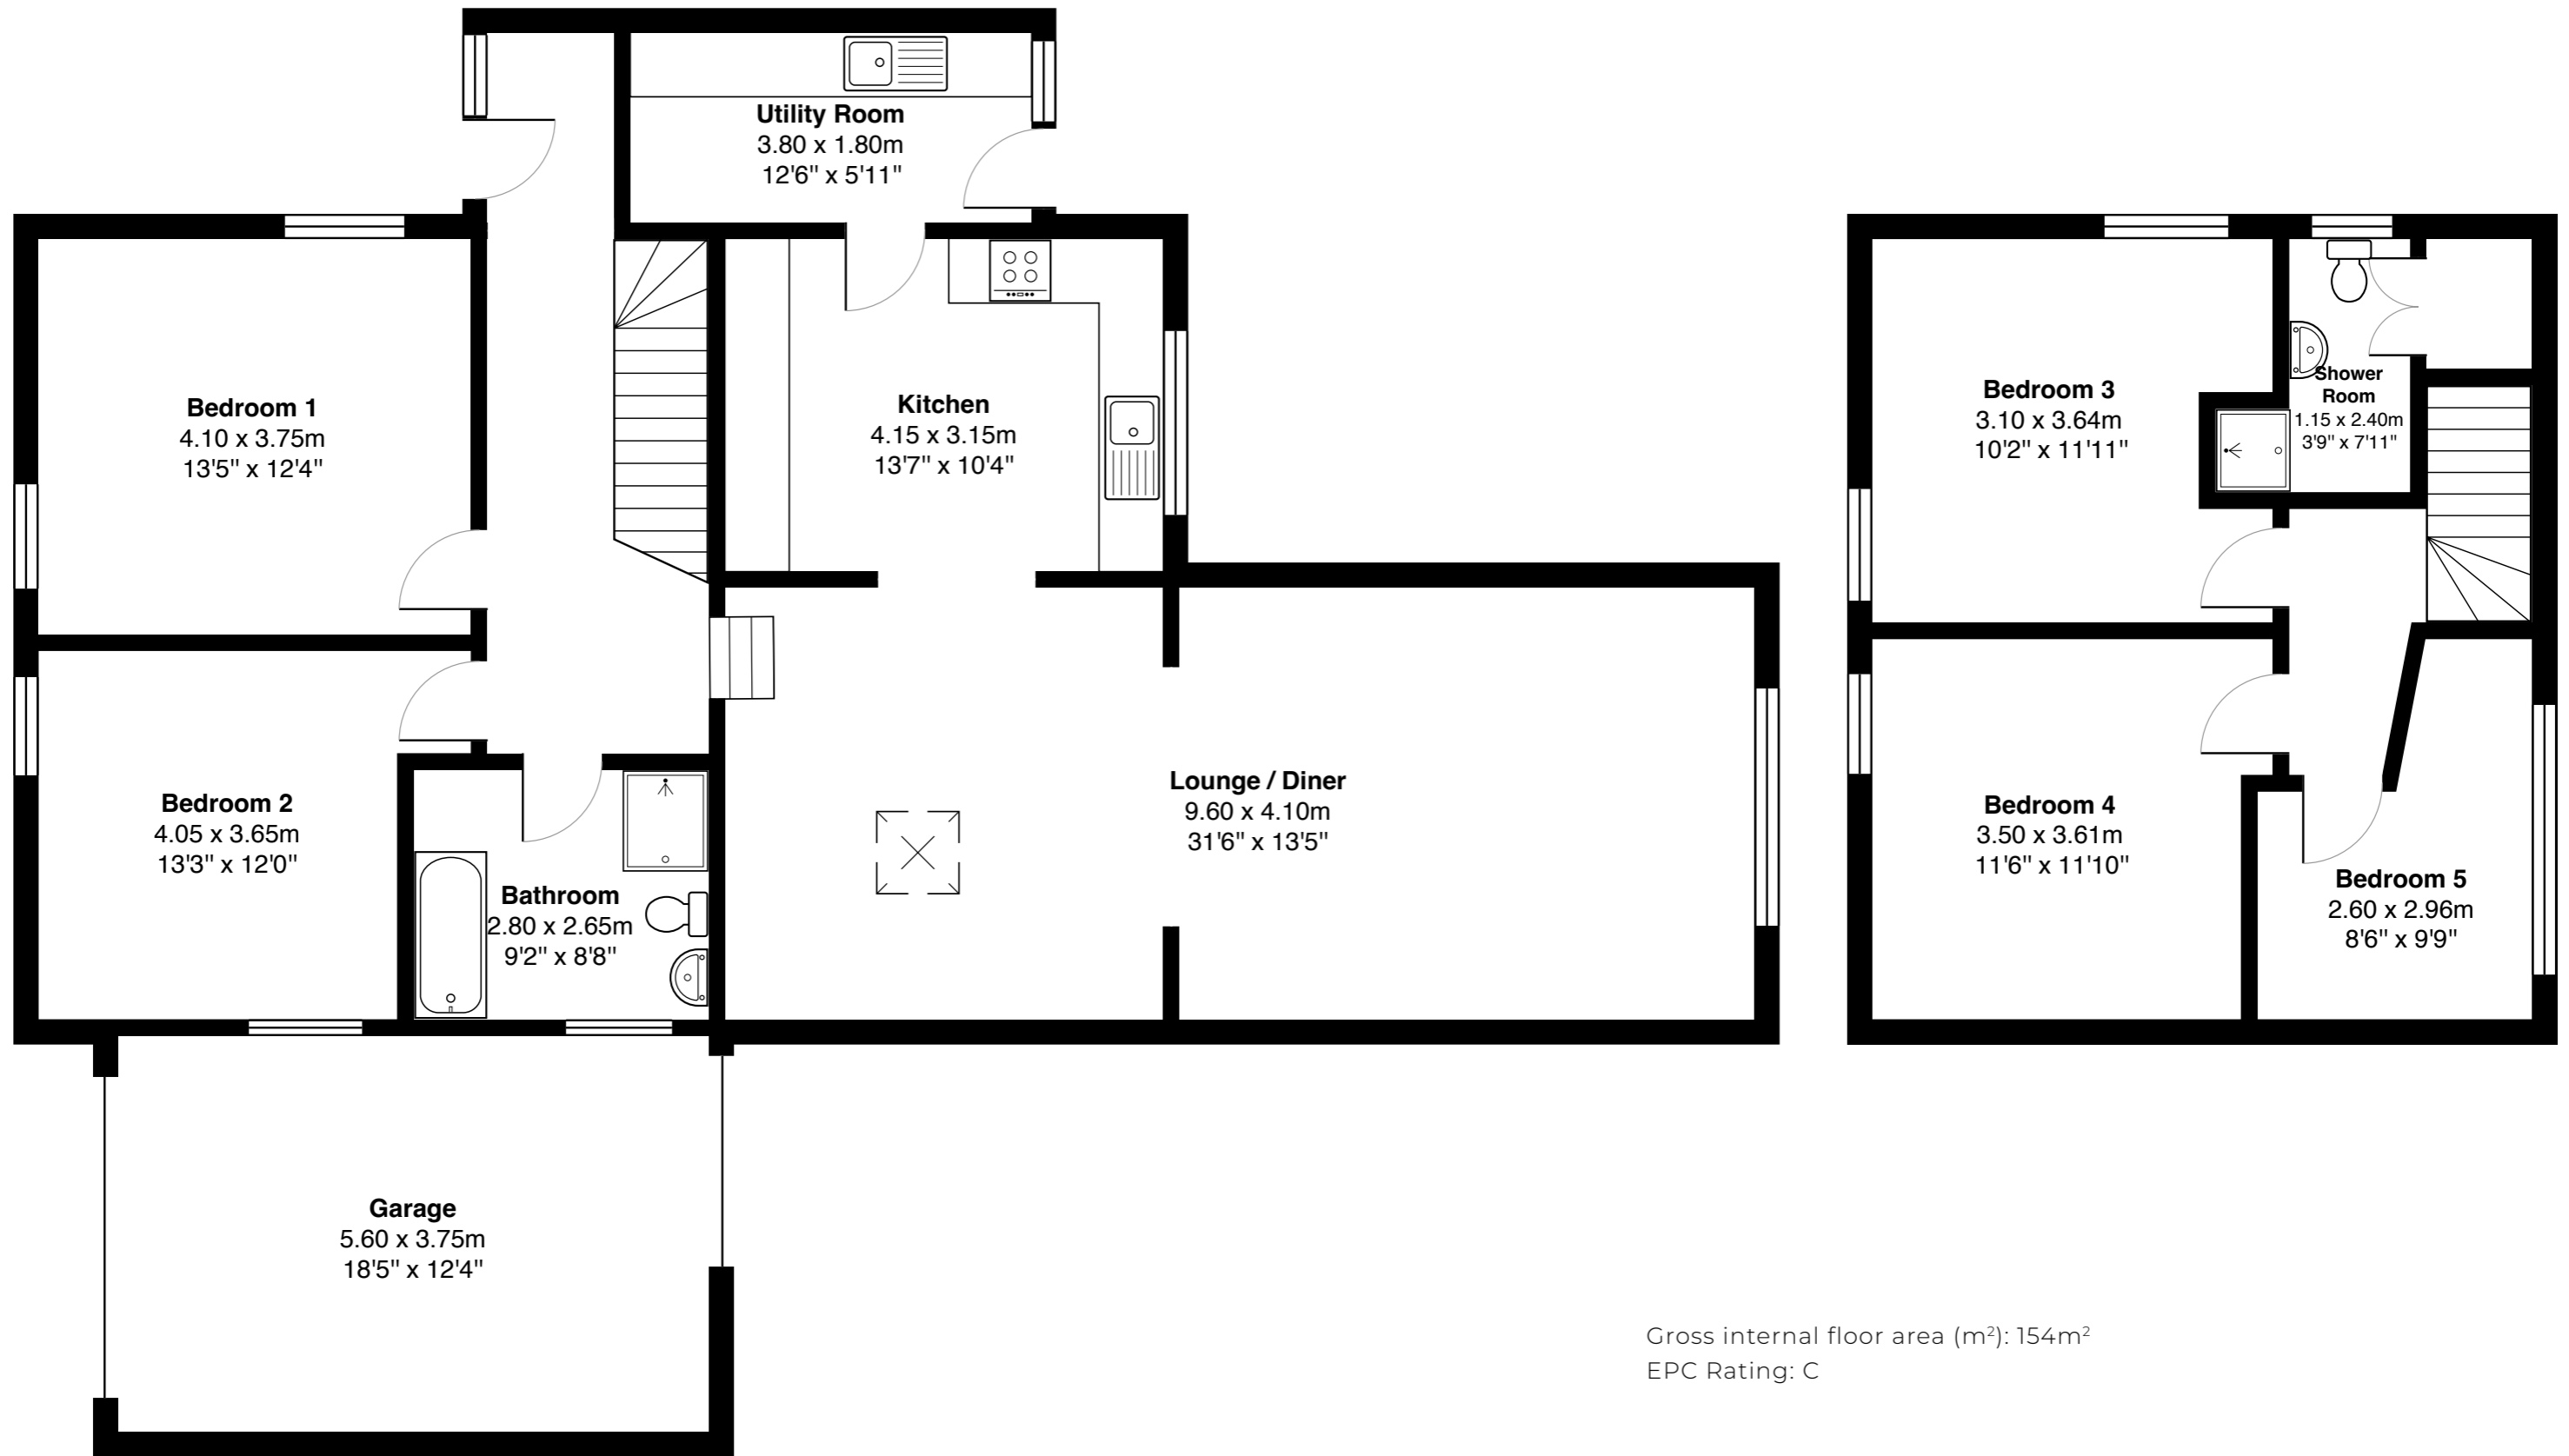 Utility Room
3.80 x 1.80m
12'6" x 5'11"
Bedroom 1
4.10 x 3.75m
13'5" x 12'4"
Kitchen
4.15 x 3.15m
13'7" x 10'4"
Bedroom 2
4.05 x 3.65m
13'3" x 12'0"
Bathroom
2.80 x 2.65m
9'2" x 8'8"
Lounge / Diner
9.60 x 4.10m
31'6" x 13'5"
Garage
5.60 x 3.75m
18'5" x 12'4"
Bedroom 3
3.10 x 3.64m
10'2" x 11'11"
Shower
Room
1.15 x 2.40m
3'9" x 7'11"
Bedroom 4
3.50 x 3.61m
11'6" x 11'10"
Bedroom 5
2.60 x 2.96m
8'6" x 9'9"
Gross internal floor area (m²): 154m²
EPC Rating: C